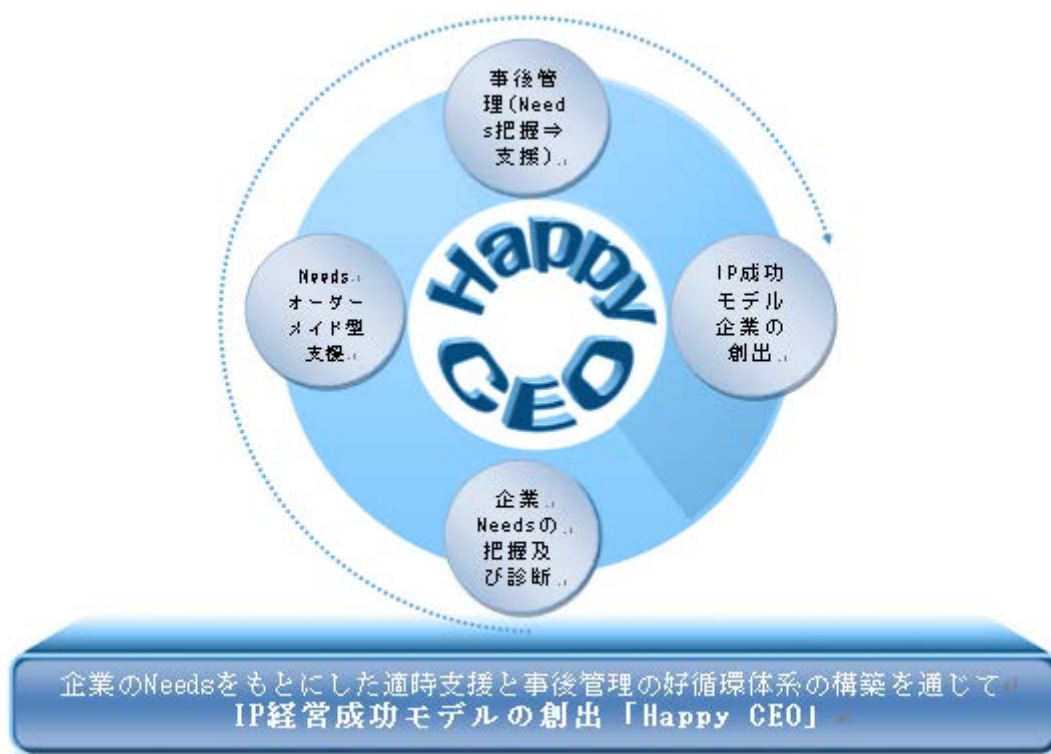 事後管
理(Need
s把握⇒
支援)
Needs
オーダー
メイド型
支援
Happy
CEO
IP成功
モデル
企業の
創出
企業
Needsの
把握及
び診断
企業のNeedsをもとにした適時支援と事後管理の好循環体系の構築を通じて
IP経営成功モデルの創出「Happy CEO」